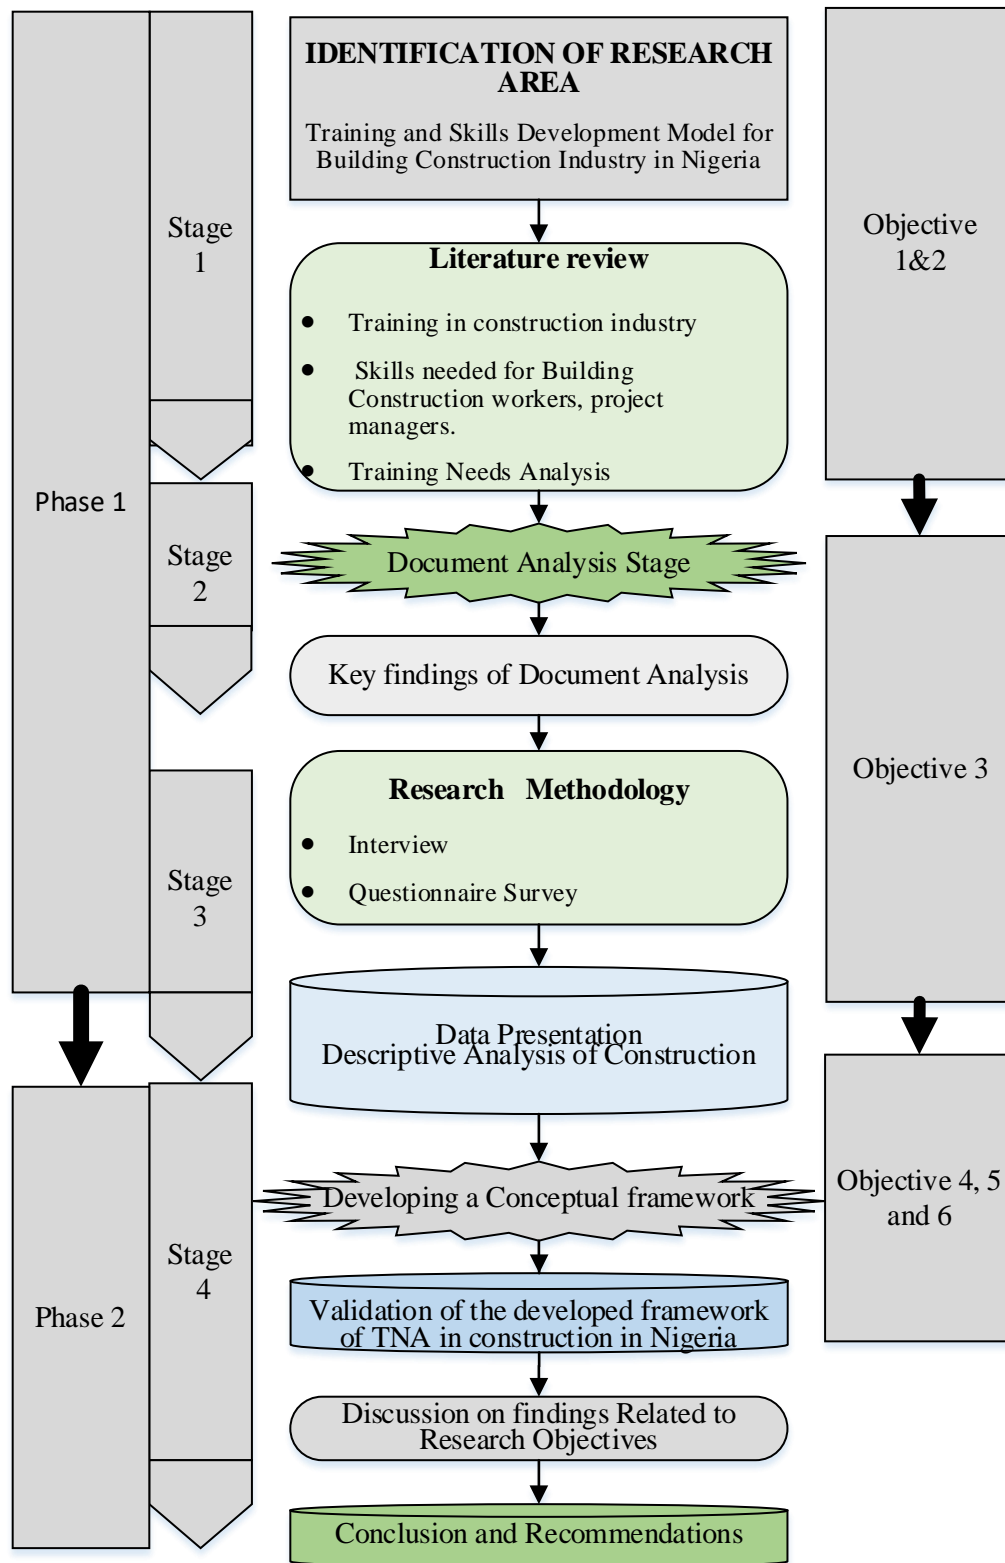 IDENTIFICATION OF RESEARCH
AREA
Training and Skills Development Model for
Building Construction Industry in Nigeria
Stage
1
Objective
1&2
Literature review
• Training in construction industry
• Skills needed for Building
Construction workers, project
managers.
• Training Needs Analysis
Phase 1
Stage
2
Document Analysis Stage
Key findings of Document Analysis
Objective 3
Research Methodology
• Interview
• Questionnaire Survey
Stage
3
Data Presentation
Descriptive Analysis of Construction
Developing a Conceptual framework
Objective 4, 5
and 6
Stage
4
Phase 2
Validation of the developed framework
of TNA in construction in Nigeria
Discussion on findings Related to
Research Objectives
Conclusion and Recommendations